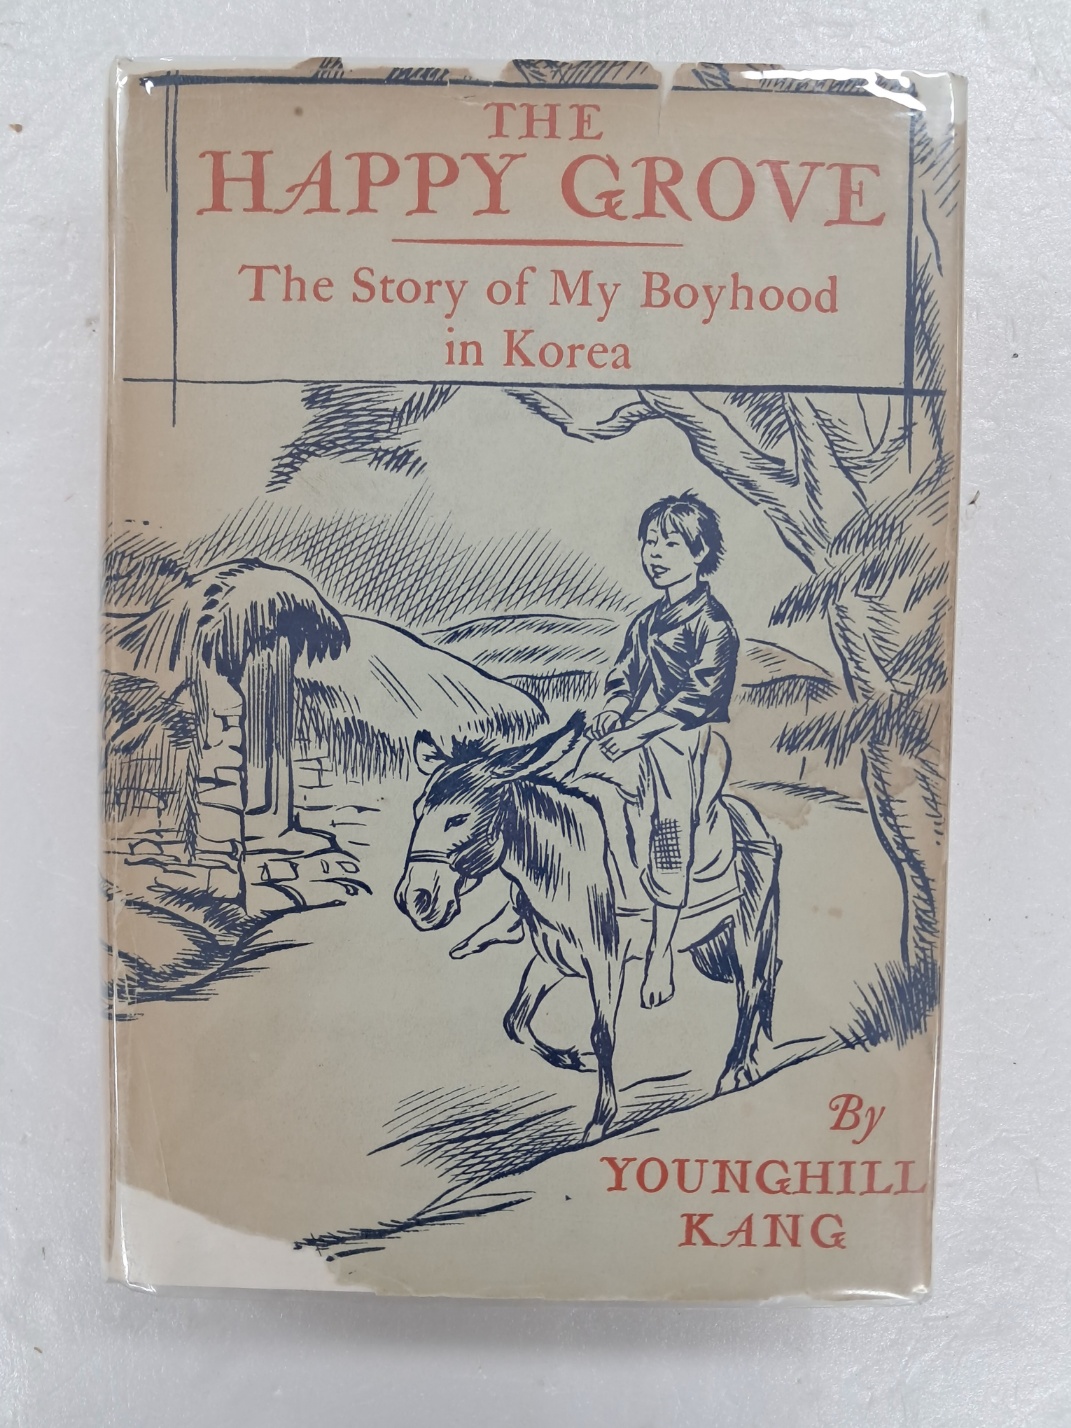 THE
HAPPY GROVE
The Story of My Boyhood
in Korea
By
YOUNGHILL
KANG